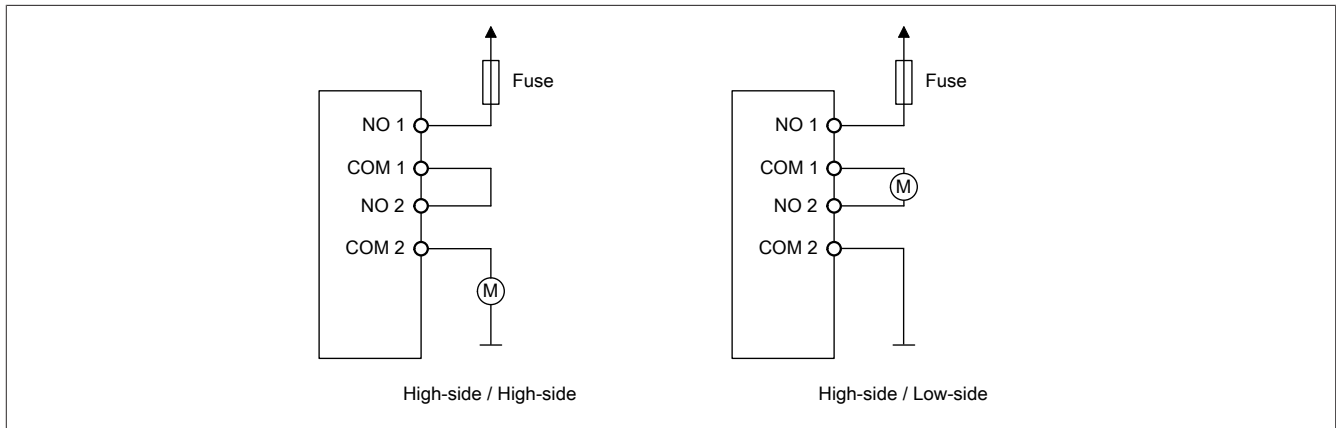 Fuse
NO 1
COM 1
NO 2
COM 2
M
High-side / High-side
Fuse
NO 1
COM 1
M
NO 2
COM 2
High-side / Low-side